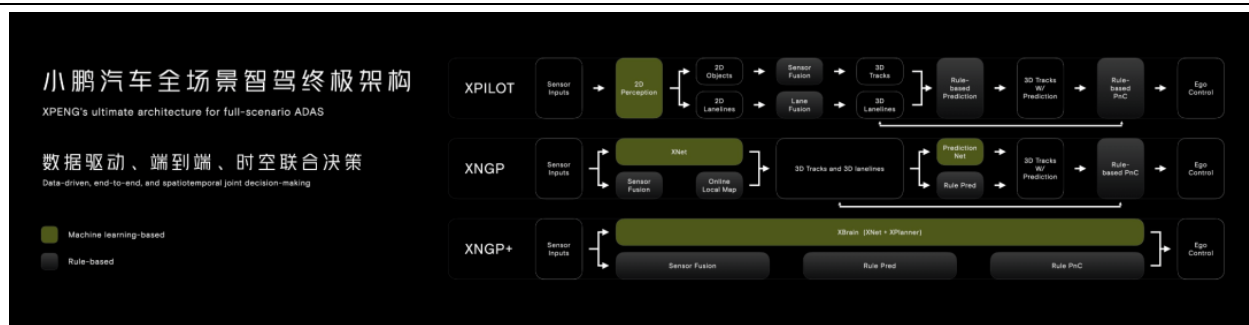 小鹏汽车全场景智驾终极架构
XPENG's ultimate architecture for full-scenario ADAS
数据驱动、端到端、时空联合决策
Data-driven, end-to-end, and spatiotemporal joint decision-making
Machine learning-based
Rule-based
XPILOT
Sensor
Inputs
2D
Perception
2D
Objects
2D
Lanelines
Sensor
Fusion
Lane
Fusion
3D
Tracks
3D
Lanelines
Rule-
based
Prediction
3D Tracks
W/
Prediction
Rule-
based
PnC
Ego
Control
XNGP
Sensor
Inputs
XNet
Sensor
Fusion
Online
Local Map
3D Tracks and 3D lanelines
Prediction
Net
Rule Pred
3D Tracks
W/
Prediction
Rule-
based PnC
Ego
Control
XNGP+
Sensor
Inputs
XBrain (XNet + XPlanner)
Sensor Fusion
Rule Pred
Rule PnC
Ego
Control